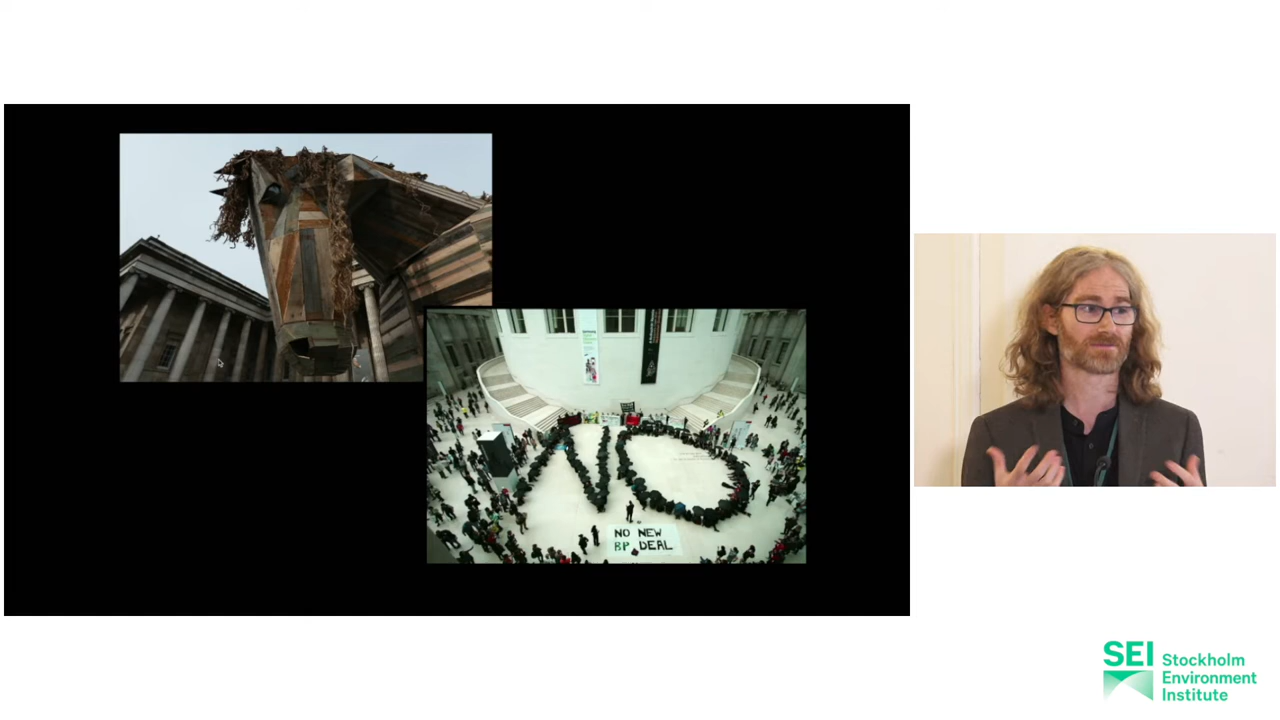 NO
NO NEW
BP DEAL
SEI
Stockholm
Environment
Institute